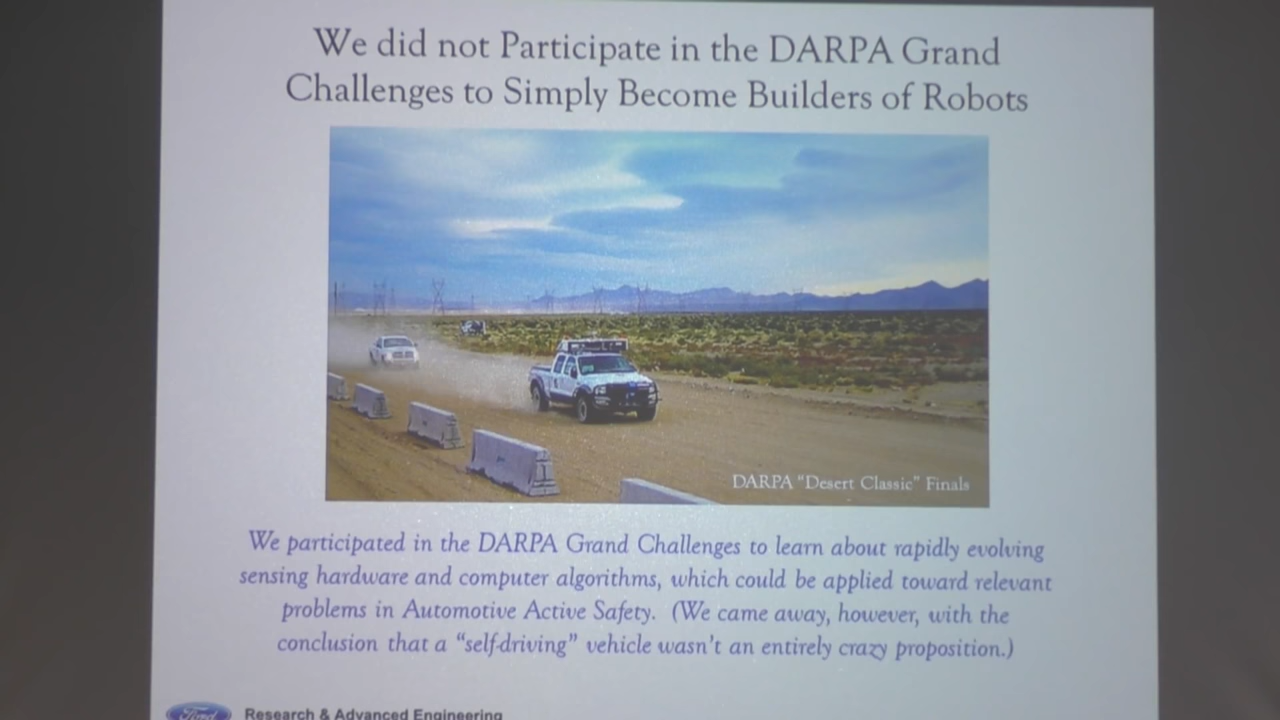 We did not Participate in the DARPA Grand
Challenges to Simply Become Builders of Robots
DARPA “Desert Classic” Finals
We participated in the DARPA Grand Challenges to learn about rapidly evolving
sensing hardware and computer algorithms, which could be applied toward relevant
problems in Automotive Active Safety. (We came away, however, with the
conclusion that a “self-driving” vehicle wasn’t an entirely crazy proposition.)
Ford
Research & Advanced Engineering